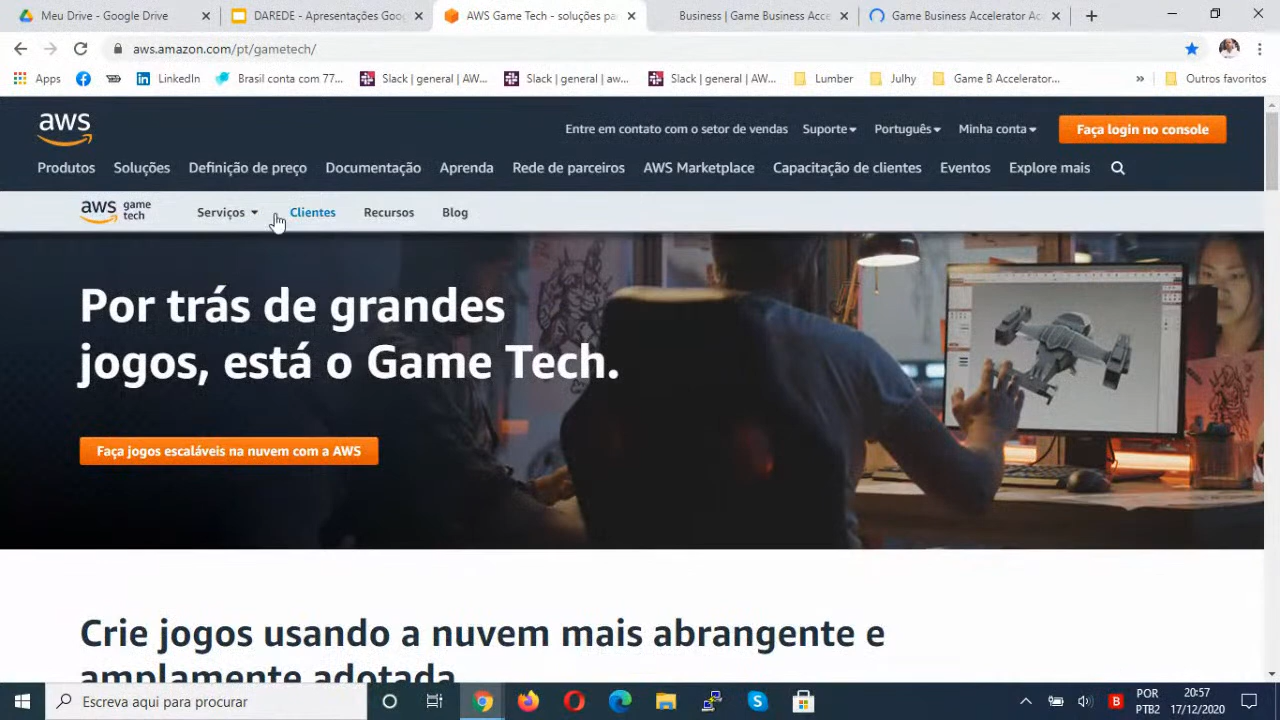 Meu Drive - Google Drive
DAREDE - Apresentações Goo
AWS Game Tech - soluções pa
Business | Game Business Acce
Game Business Accelerator Ac
aws.amazon.com/pt/gametech/
Apps
LinkedIn
Brasil conta com 77...
Slack | general | AW...
Slack | general | aw...
Slack | general | AW...
Lumber
Julhy
Game B Accelerator...
»
Outros favoritos
aws
Entre em contato com o setor de vendas
Suporte
Português
Minha conta
Faça login no console
Produtos
Soluções
Definição de preço
Documentação
Aprenda
Rede de parceiros
AWS Marketplace
Capacitação de clientes
Eventos
Explore mais
aws game tech
Serviços
Clientes
Recursos
Blog
Por trás de grandes
jogos, está o Game Tech.
Faça jogos escaláveis na nuvem com a AWS
Crie jogos usando a nuvem mais abrangente e
amplamente adotada
Escreva aqui para procurar
POR
PTB2
20:57
17/12/2020